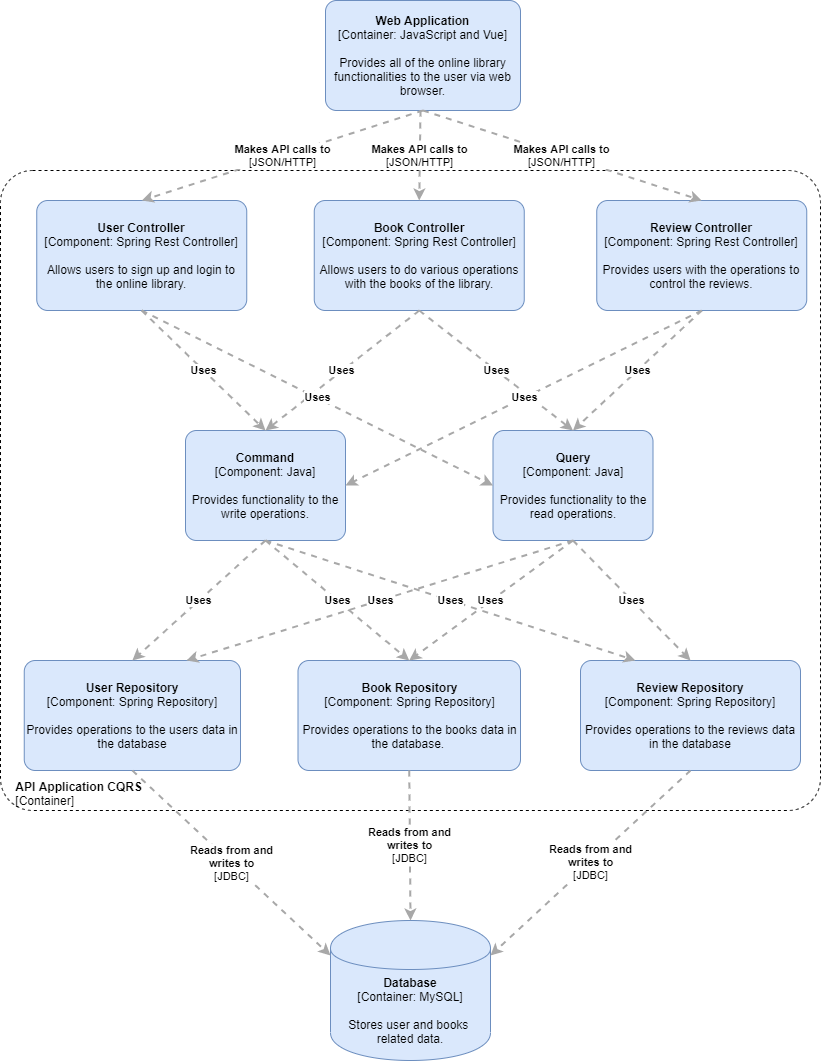 Web Application
[Container: JavaScript and Vue]
Provides all of the online library
functionalities to the user via web
browser.
Makes API calls to
[JSON/HTTP]
Makes API calls to
[JSON/HTTP]
Makes API calls to
[JSON/HTTP]
User Controller
[Component: Spring Rest Controller]
Allows users to sign up and login to
the online library.
Book Controller
[Component: Spring Rest Controller]
Allows users to do various operations
with the books of the library.
Review Controller
[Component: Spring Rest Controller]
Provides users with the operations to
control the reviews.
Uses
Uses
Uses
Uses
Uses
Uses
Command
[Component: Java]
Provides functionality to the
write operations.
Query
[Component: Java]
Provides functionality to the
read operations.
Uses
Uses
Uses
Uses
Uses
Uses
User Repository
[Component: Spring Repository]
Provides operations to the users data in
the database
Book Repository
[Component: Spring Repository]
Provides operations to the books data in
the database.
Review Repository
[Component: Spring Repository]
Provides operations to the reviews data
in the database
API Application CQRS
[Container]
Reads from and
writes to
[JDBC]
Reads from and
writes to
[JDBC]
Reads from and
writes to
[JDBC]
Database
[Container: MySQL]
Stores user and books
related data.